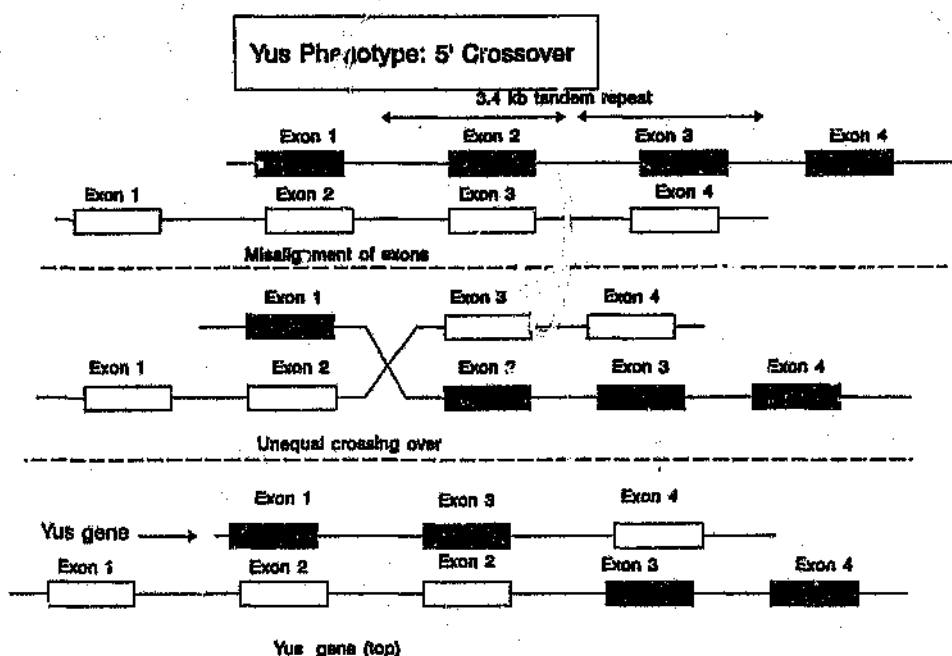 Yus Phenotype: 5' Crossover
3.4 kb tandem repeat
Exon 1 Exon 2 Exon 3 Exon 4
Exon 1 Exon 2 Exon 3 Exon 4
Misalignment of exons
Exon 1 Exon 3 Exon 4
Exon 1 Exon 2 Exon 2 Exon 3 Exon 4
Unequal crossing over
Exon 1 Exon 3 Exon 4
Yus gene
Exon 1 Exon 2 Exon 2 Exon 3 Exon 4
Yus gene (top)